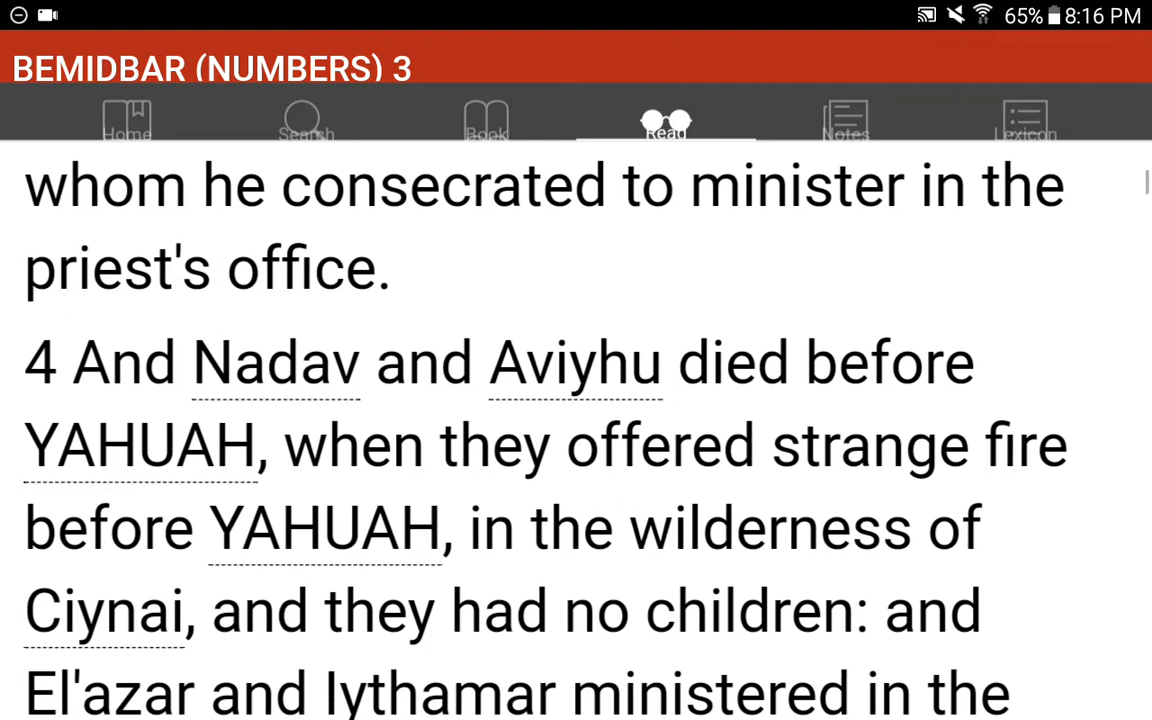 65% 8:16 PM
BEMIDBAR (NUMBERS) 3
Home Search Book Read Notes Lexicon
whom he consecrated to minister in the
priest's office.
4 And Nadav and Aviyhu died before
YAHUAH, when they offered strange fire
before YAHUAH, in the wilderness of
Ciynai, and they had no children: and
El'azar and Iythamar ministered in the